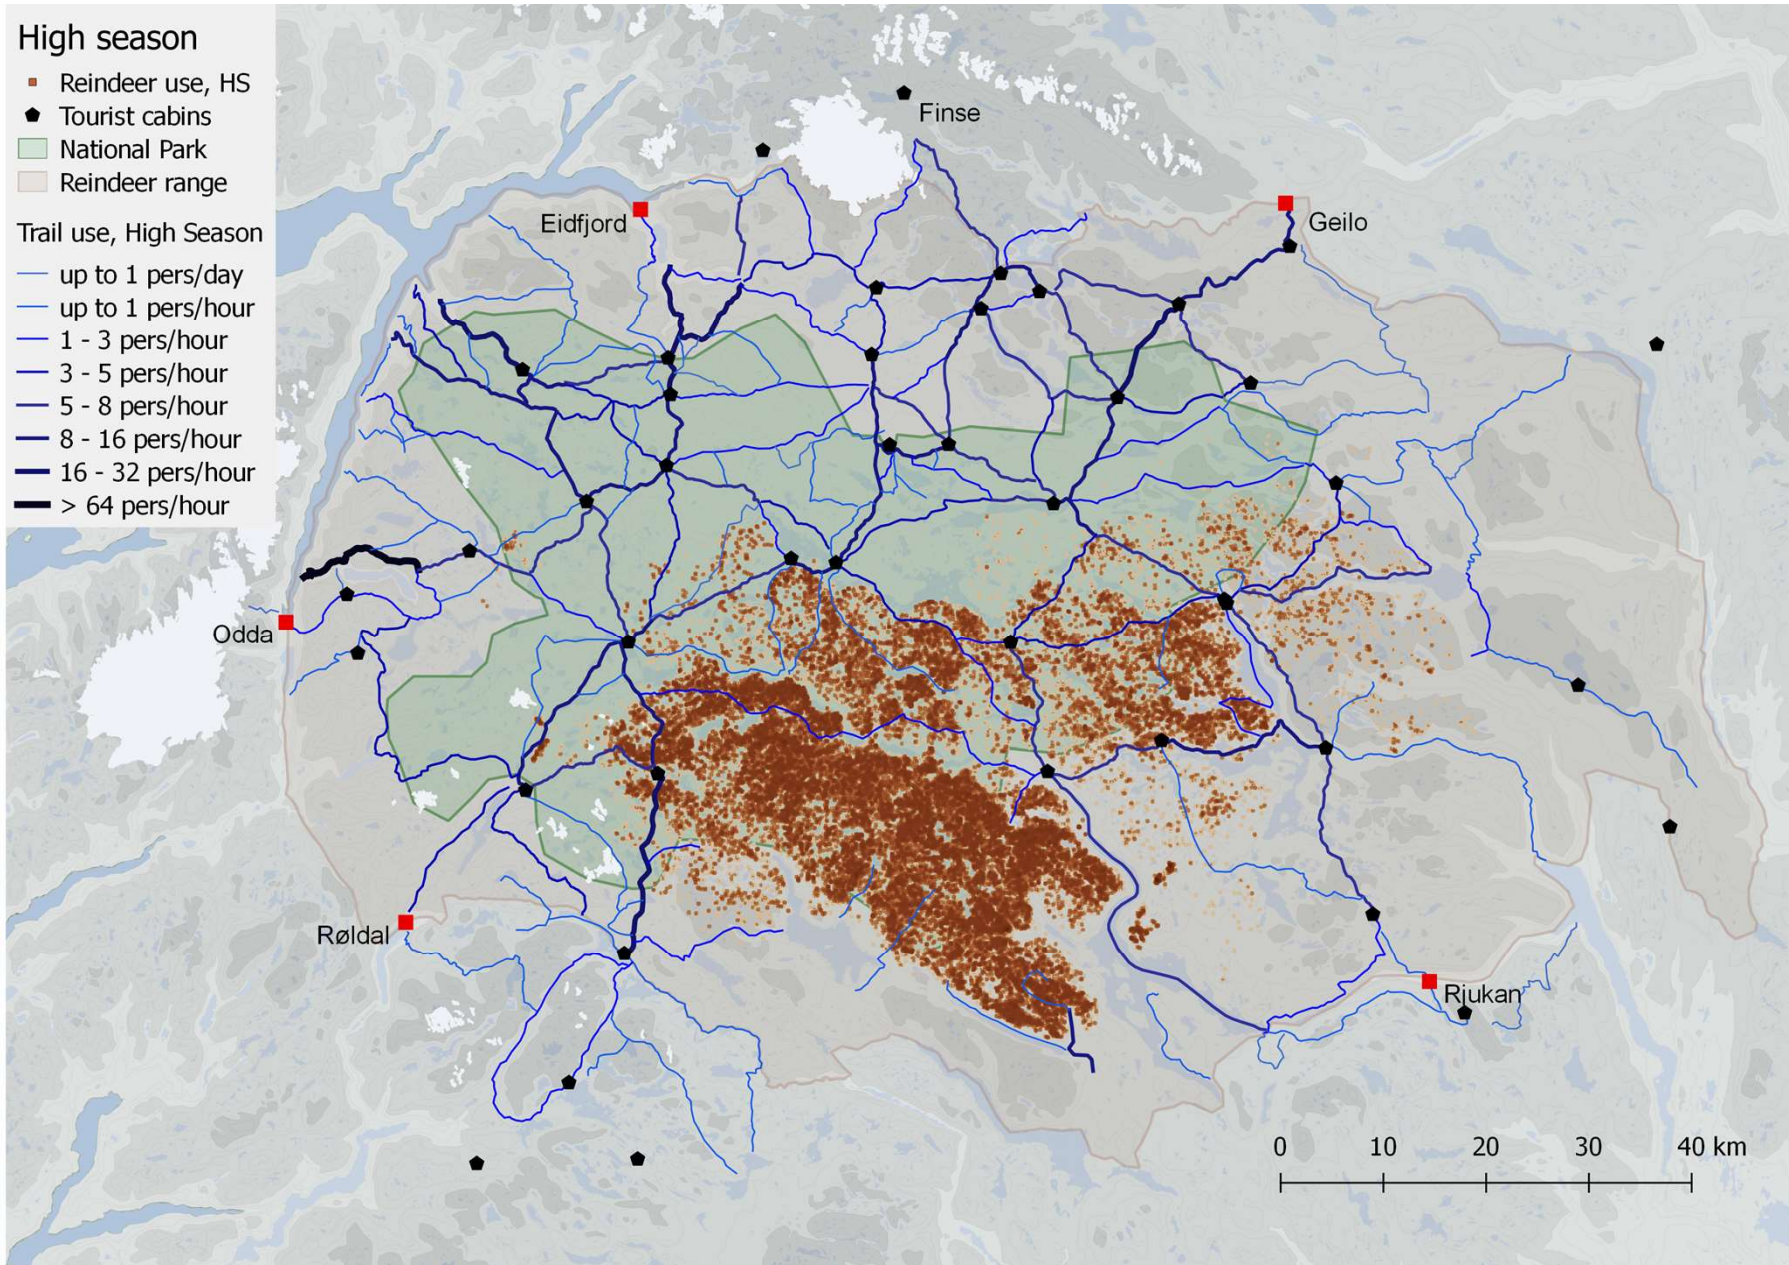 High season
Reindeer use, HS
Tourist cabins
National Park
Reindeer range
Trail use, High Season
up to 1 pers/day
up to 1 pers/hour
1 - 3 pers/hour
3 - 5 pers/hour
5 - 8 pers/hour
8 - 16 pers/hour
16 - 32 pers/hour
> 64 pers/hour
Finse
Eidfjord
Geilo
Odda
Røldal
Rjukan
0 10 20 30 40 km